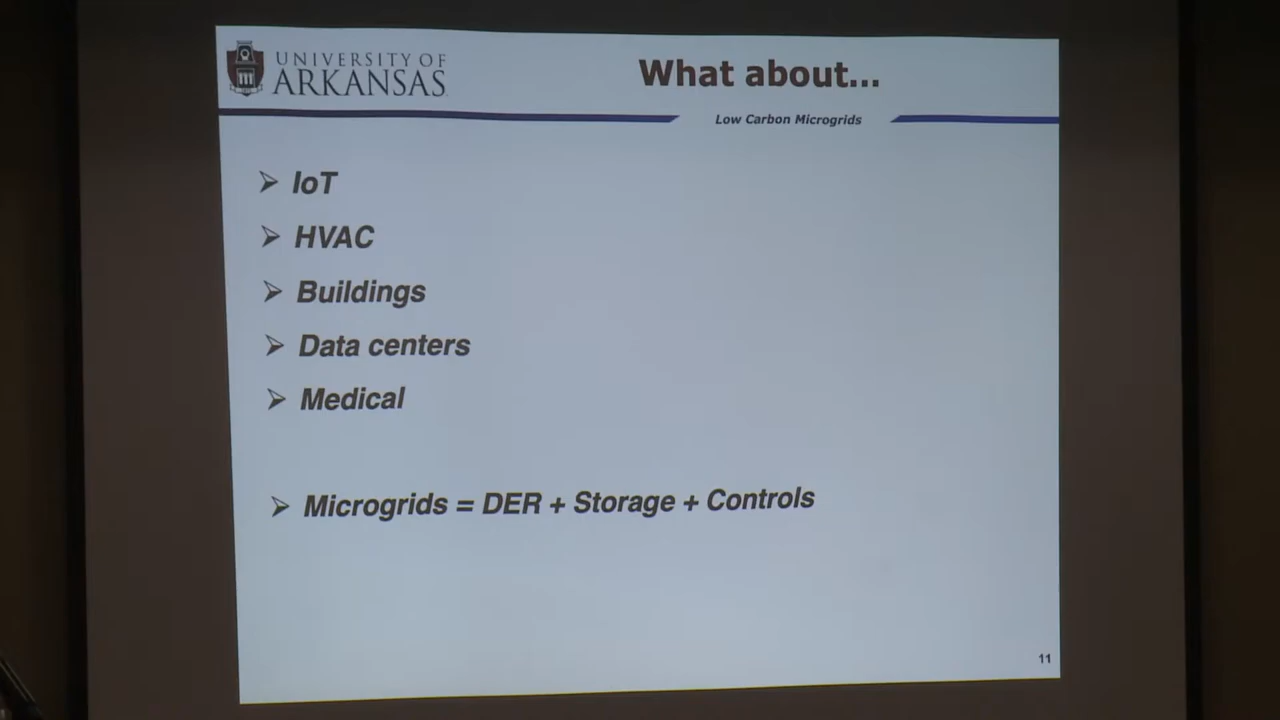 UNIVERSITY OF
ARKANSAS
What about...
Low Carbon Microgrids
➢ IoT
➢ HVAC
➢ Buildings
➢ Data centers
➢ Medical
➢ Microgrids = DER + Storage + Controls
11